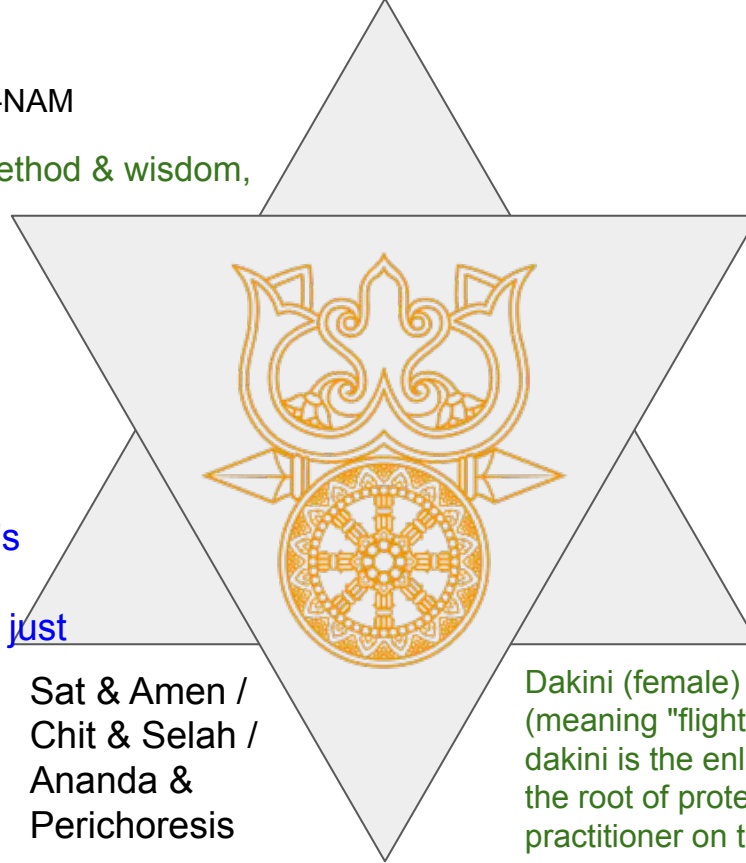 -NAM
ethod & wisdom,
s
just
Sat & Amen /
Chit & Selah /
Ananda &
Perichoresis
Dakini (female)
(meaning "flight
dakini is the enl
the root of prote
practitioner on t